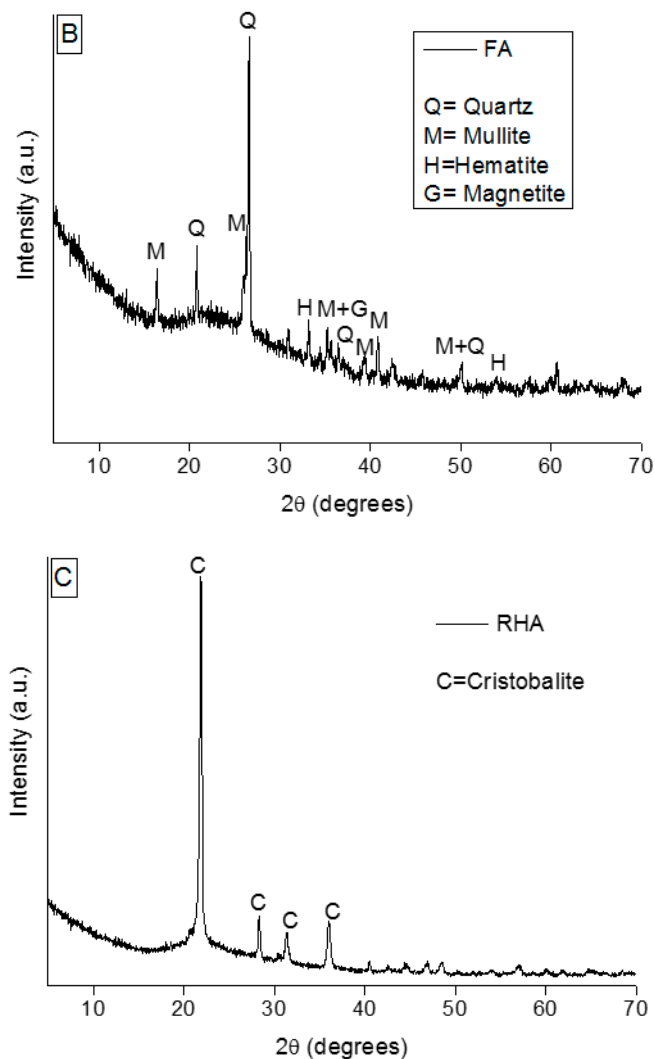 B
Q
FA
Q= Quartz
M= Mullite
H=Hematite
G= Magnetite
M
Q
M
H
M+G
Q
M
M
M+Q
H
Intensity (a.u.)
10 20 30 40 50 60 70
2θ (degrees)
C
C
RHA
C=Cristobalite
C
C
C
Intensity (a.u.)
10 20 30 40 50 60 70
2θ (degrees)